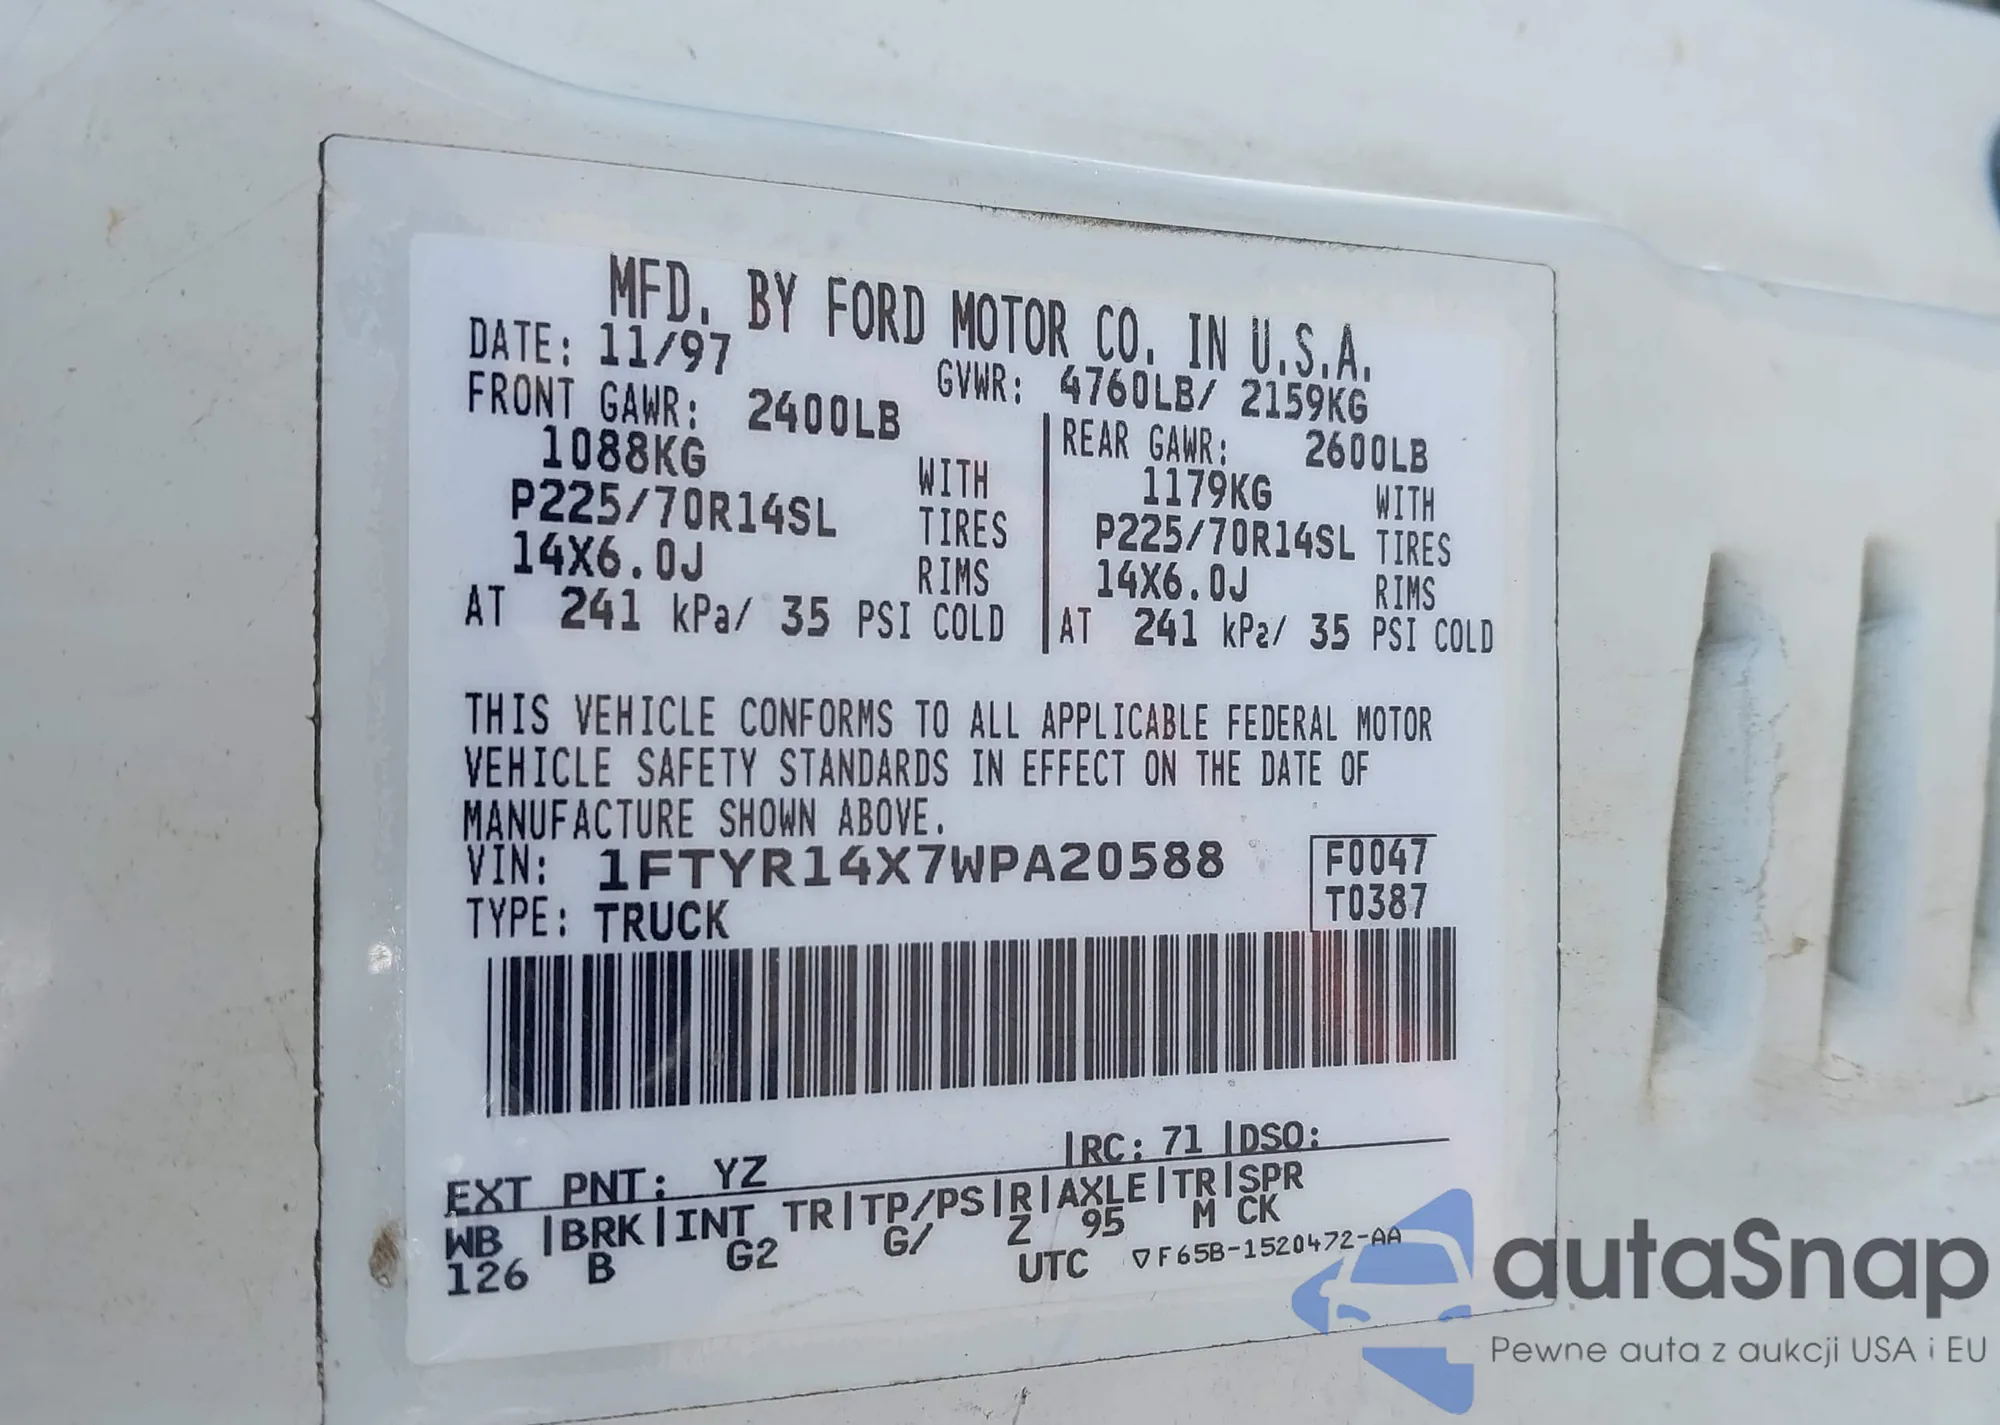 MFD. BY FORD MOTOR CO. IN U.S.A.
DATE: 11/97
GVWR: 4760LB/ 2159KG
FRONT GAWR: 2400LB
1088KG WITH
P225/70R14SL TIRES
14X6.0J RIMS
AT 241 kPa/ 35 PSI COLD
REAR GAWR: 2600LB
1179KG WITH
P225/70R14SL TIRES
14X6.0J RIMS
AT 241 kPa/ 35 PSI COLD
THIS VEHICLE CONFORMS TO ALL APPLICABLE FEDERAL MOTOR
VEHICLE SAFETY STANDARDS IN EFFECT ON THE DATE OF
MANUFACTURE SHOWN ABOVE.
VIN: 1FTYR14X7WPA20588
TYPE: TRUCK
F0047
T0387
EXT PNT: YZ |RC: 71 |DSO:
WB |BRK|INT TR|TP/PS|R|AXLE|TR|SPR
126 B G2 G/ Z 95 M CK
UTC ▽F65B-1520472-AA
autaSnap
Pewne auta z aukcji USA i EU